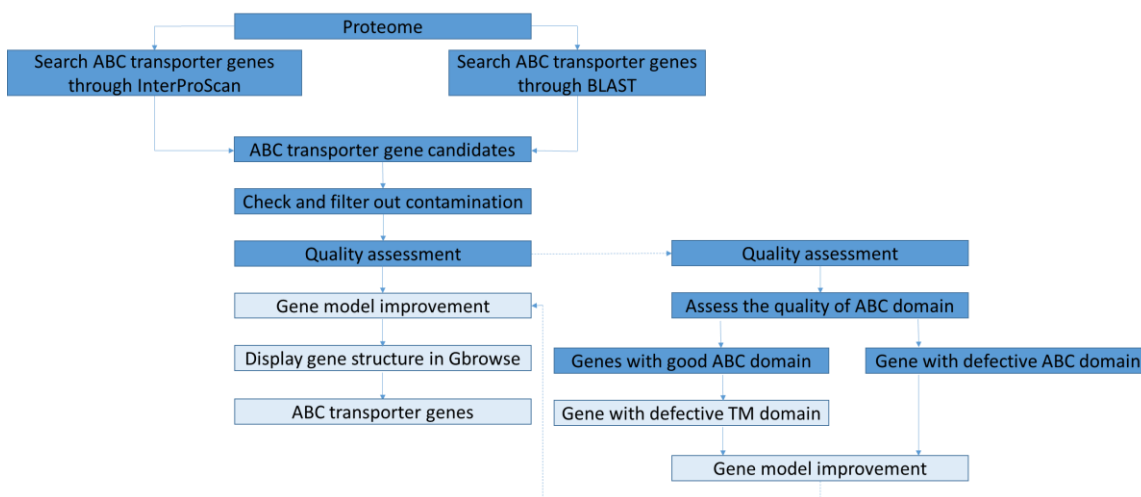 Proteome
Search ABC transporter genes
through InterProScan
Search ABC transporter genes
through BLAST
ABC transporter gene candidates
Check and filter out contamination
Quality assessment
Gene model improvement
Display gene structure in Gbrowse
ABC transporter genes
Quality assessment
Assess the quality of ABC domain
Genes with good ABC domain
Gene with defective ABC domain
Gene with defective TM domain
Gene model improvement